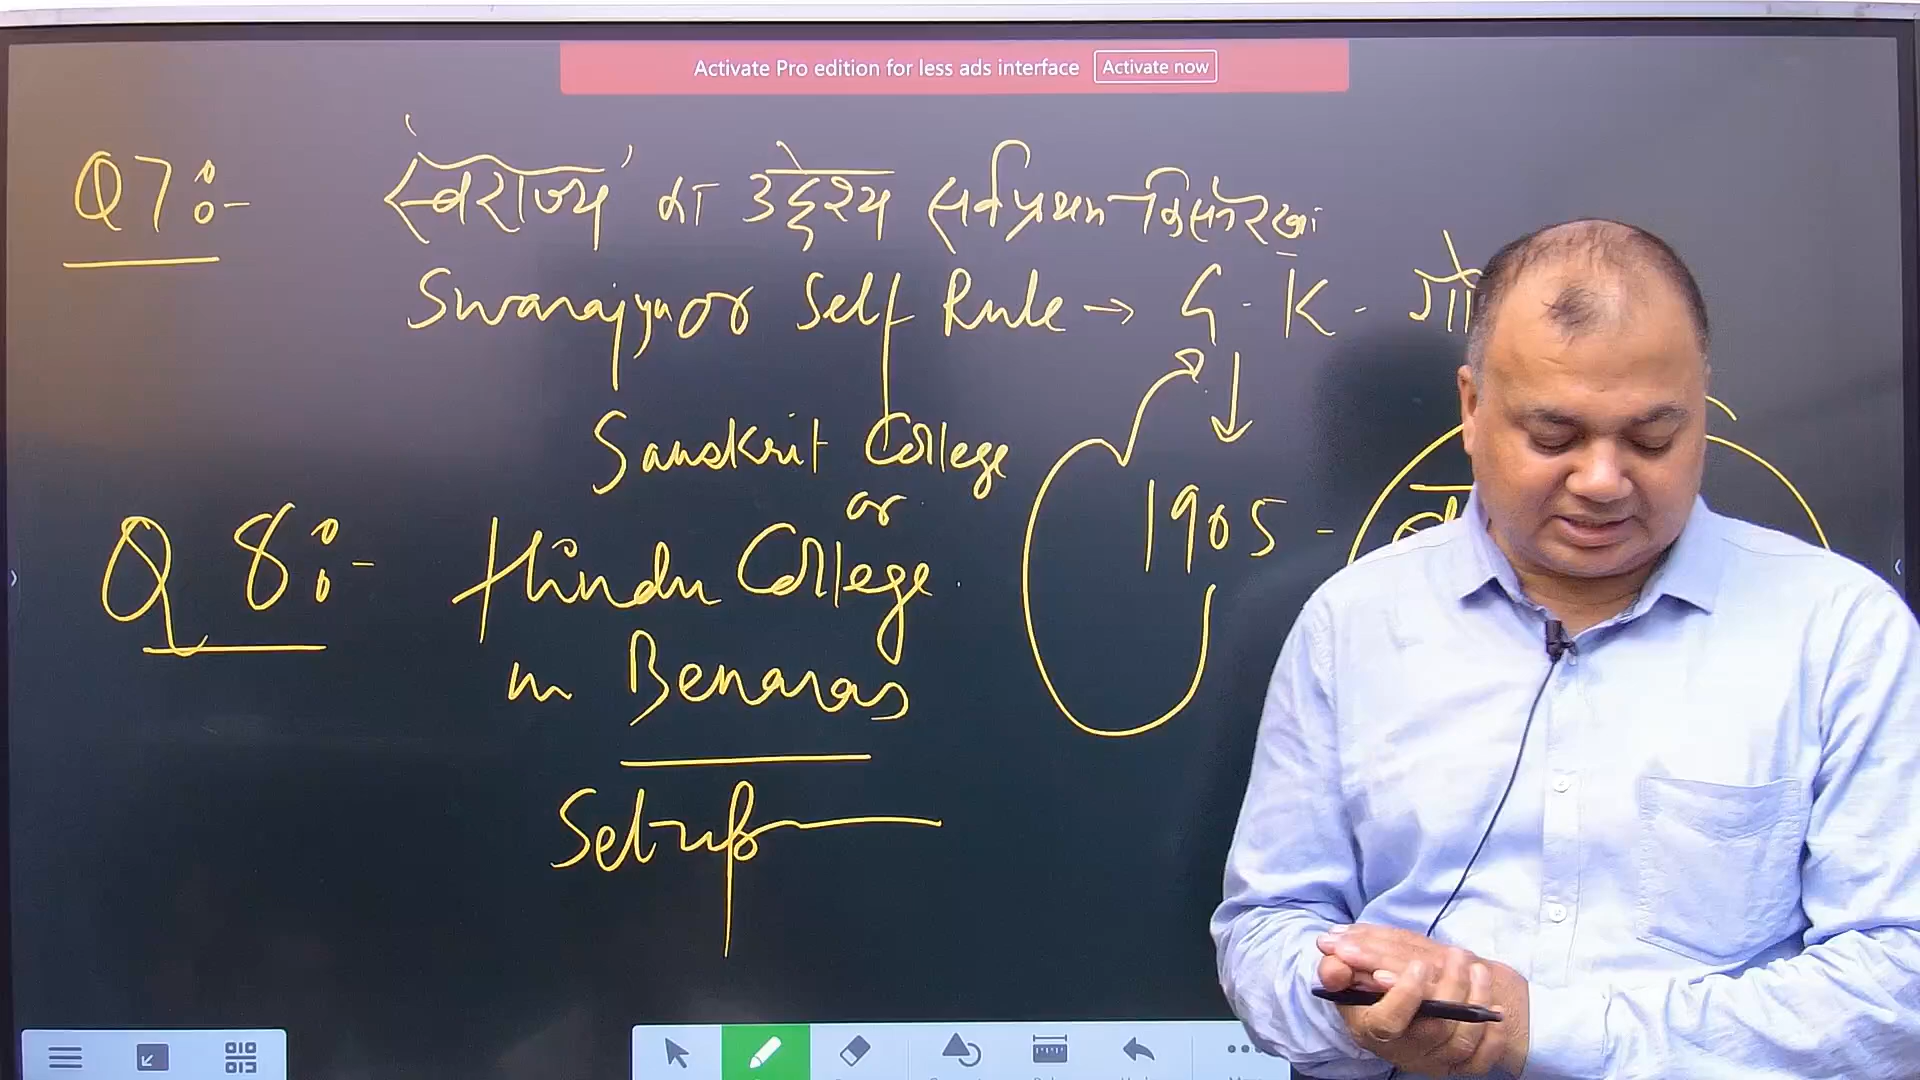 Activate Pro edition for less ads interface Activate now
Q7:- 'स्वराज्य' का उद्देश्य सर्वप्रथम किसने रखा
Swarajya or Self Rule → G. K. गो
Sanskrit College
or
1905 -
Q 8:- Hindu College
in Benaras
Setup